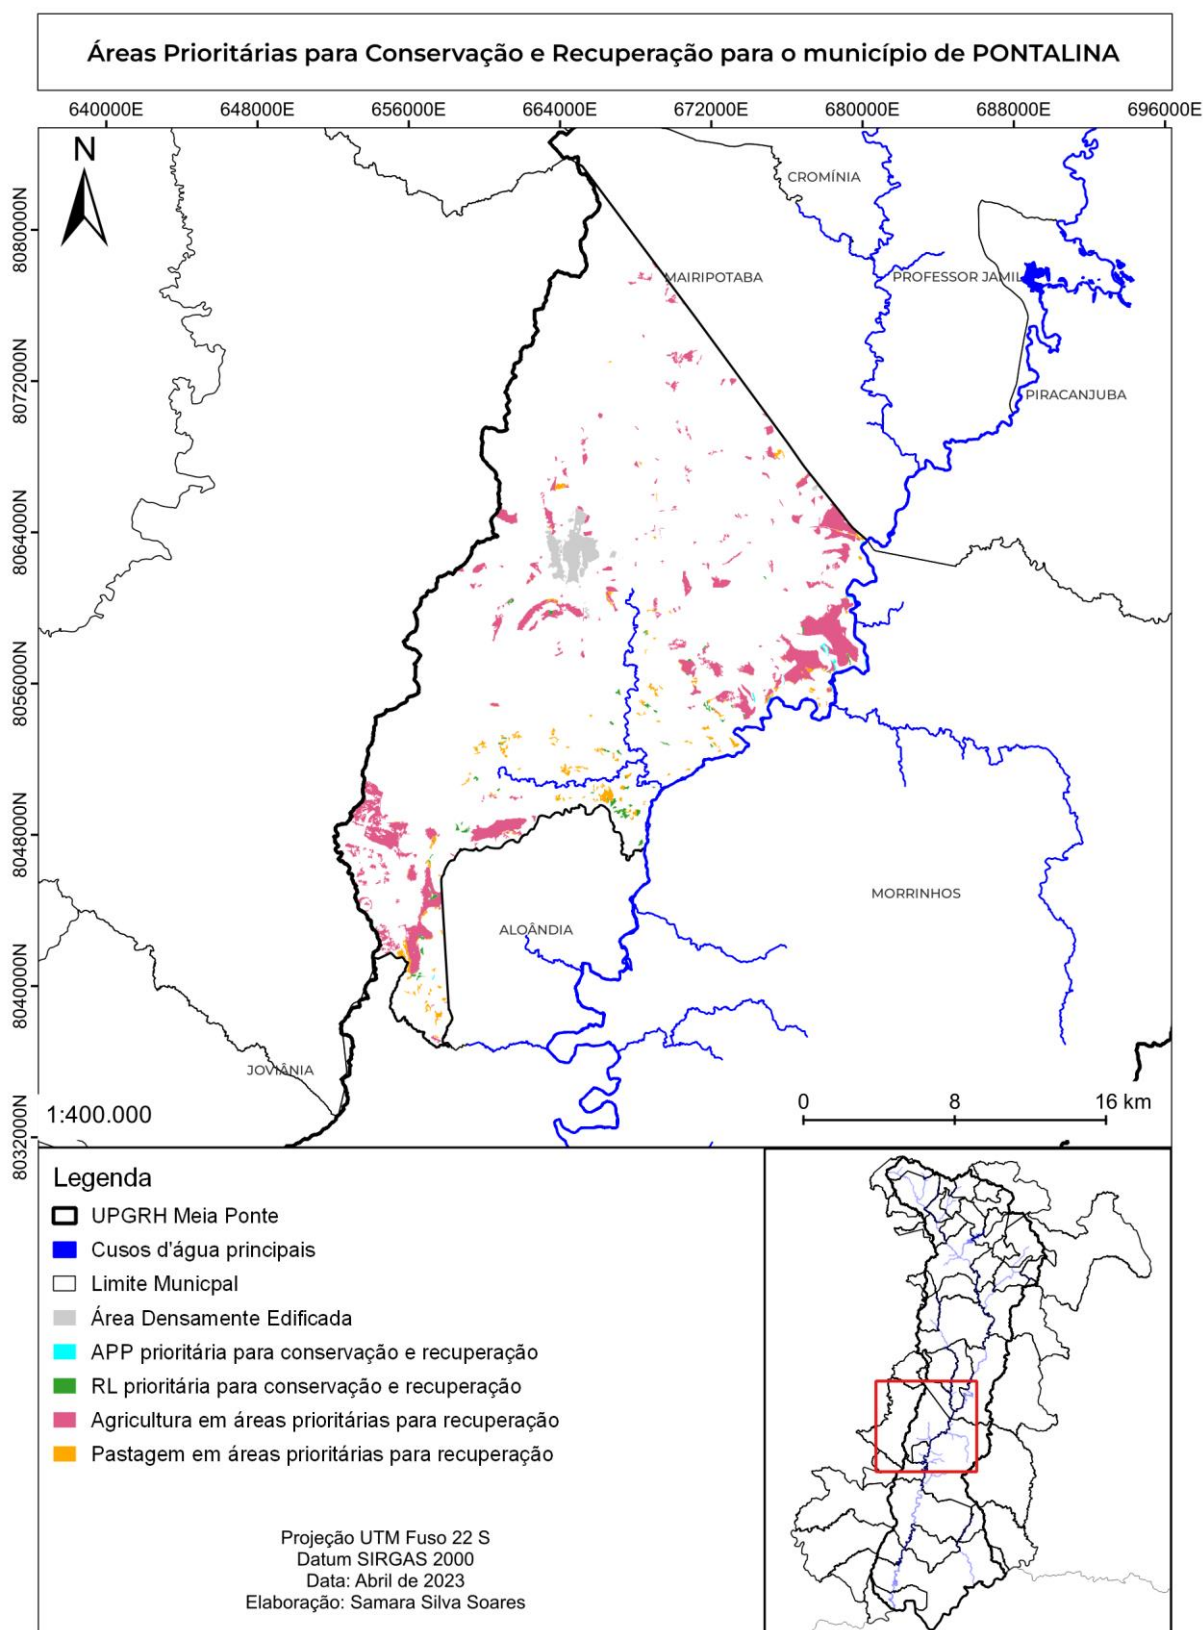 Áreas Prioritárias para Conservação e Recuperação para o município de PONTALINA
640000E 648000E 656000E 664000E 672000E 680000E 688000E 696000E
N
8080000N
8072000N
8064000N
8056000N
8048000N
8040000N
8032000N
CROMÍNIA
MAIRIPOTABA
PROFESSOR JAMIL
PIRACANJUBA
MORRINHOS
ALOÂNDIA
JOVIÂNIA
1:400.000
0 8 16 km
Legenda
UPGRH Meia Ponte
Cusos d'água principais
Limite Municpal
Área Densamente Edificada
APP prioritária para conservação e recuperação
RL prioritária para conservação e recuperação
Agricultura em áreas prioritárias para recuperação
Pastagem em áreas prioritárias para recuperação
Projeção UTM Fuso 22 S
Datum SIRGAS 2000
Data: Abril de 2023
Elaboração: Samara Silva Soares